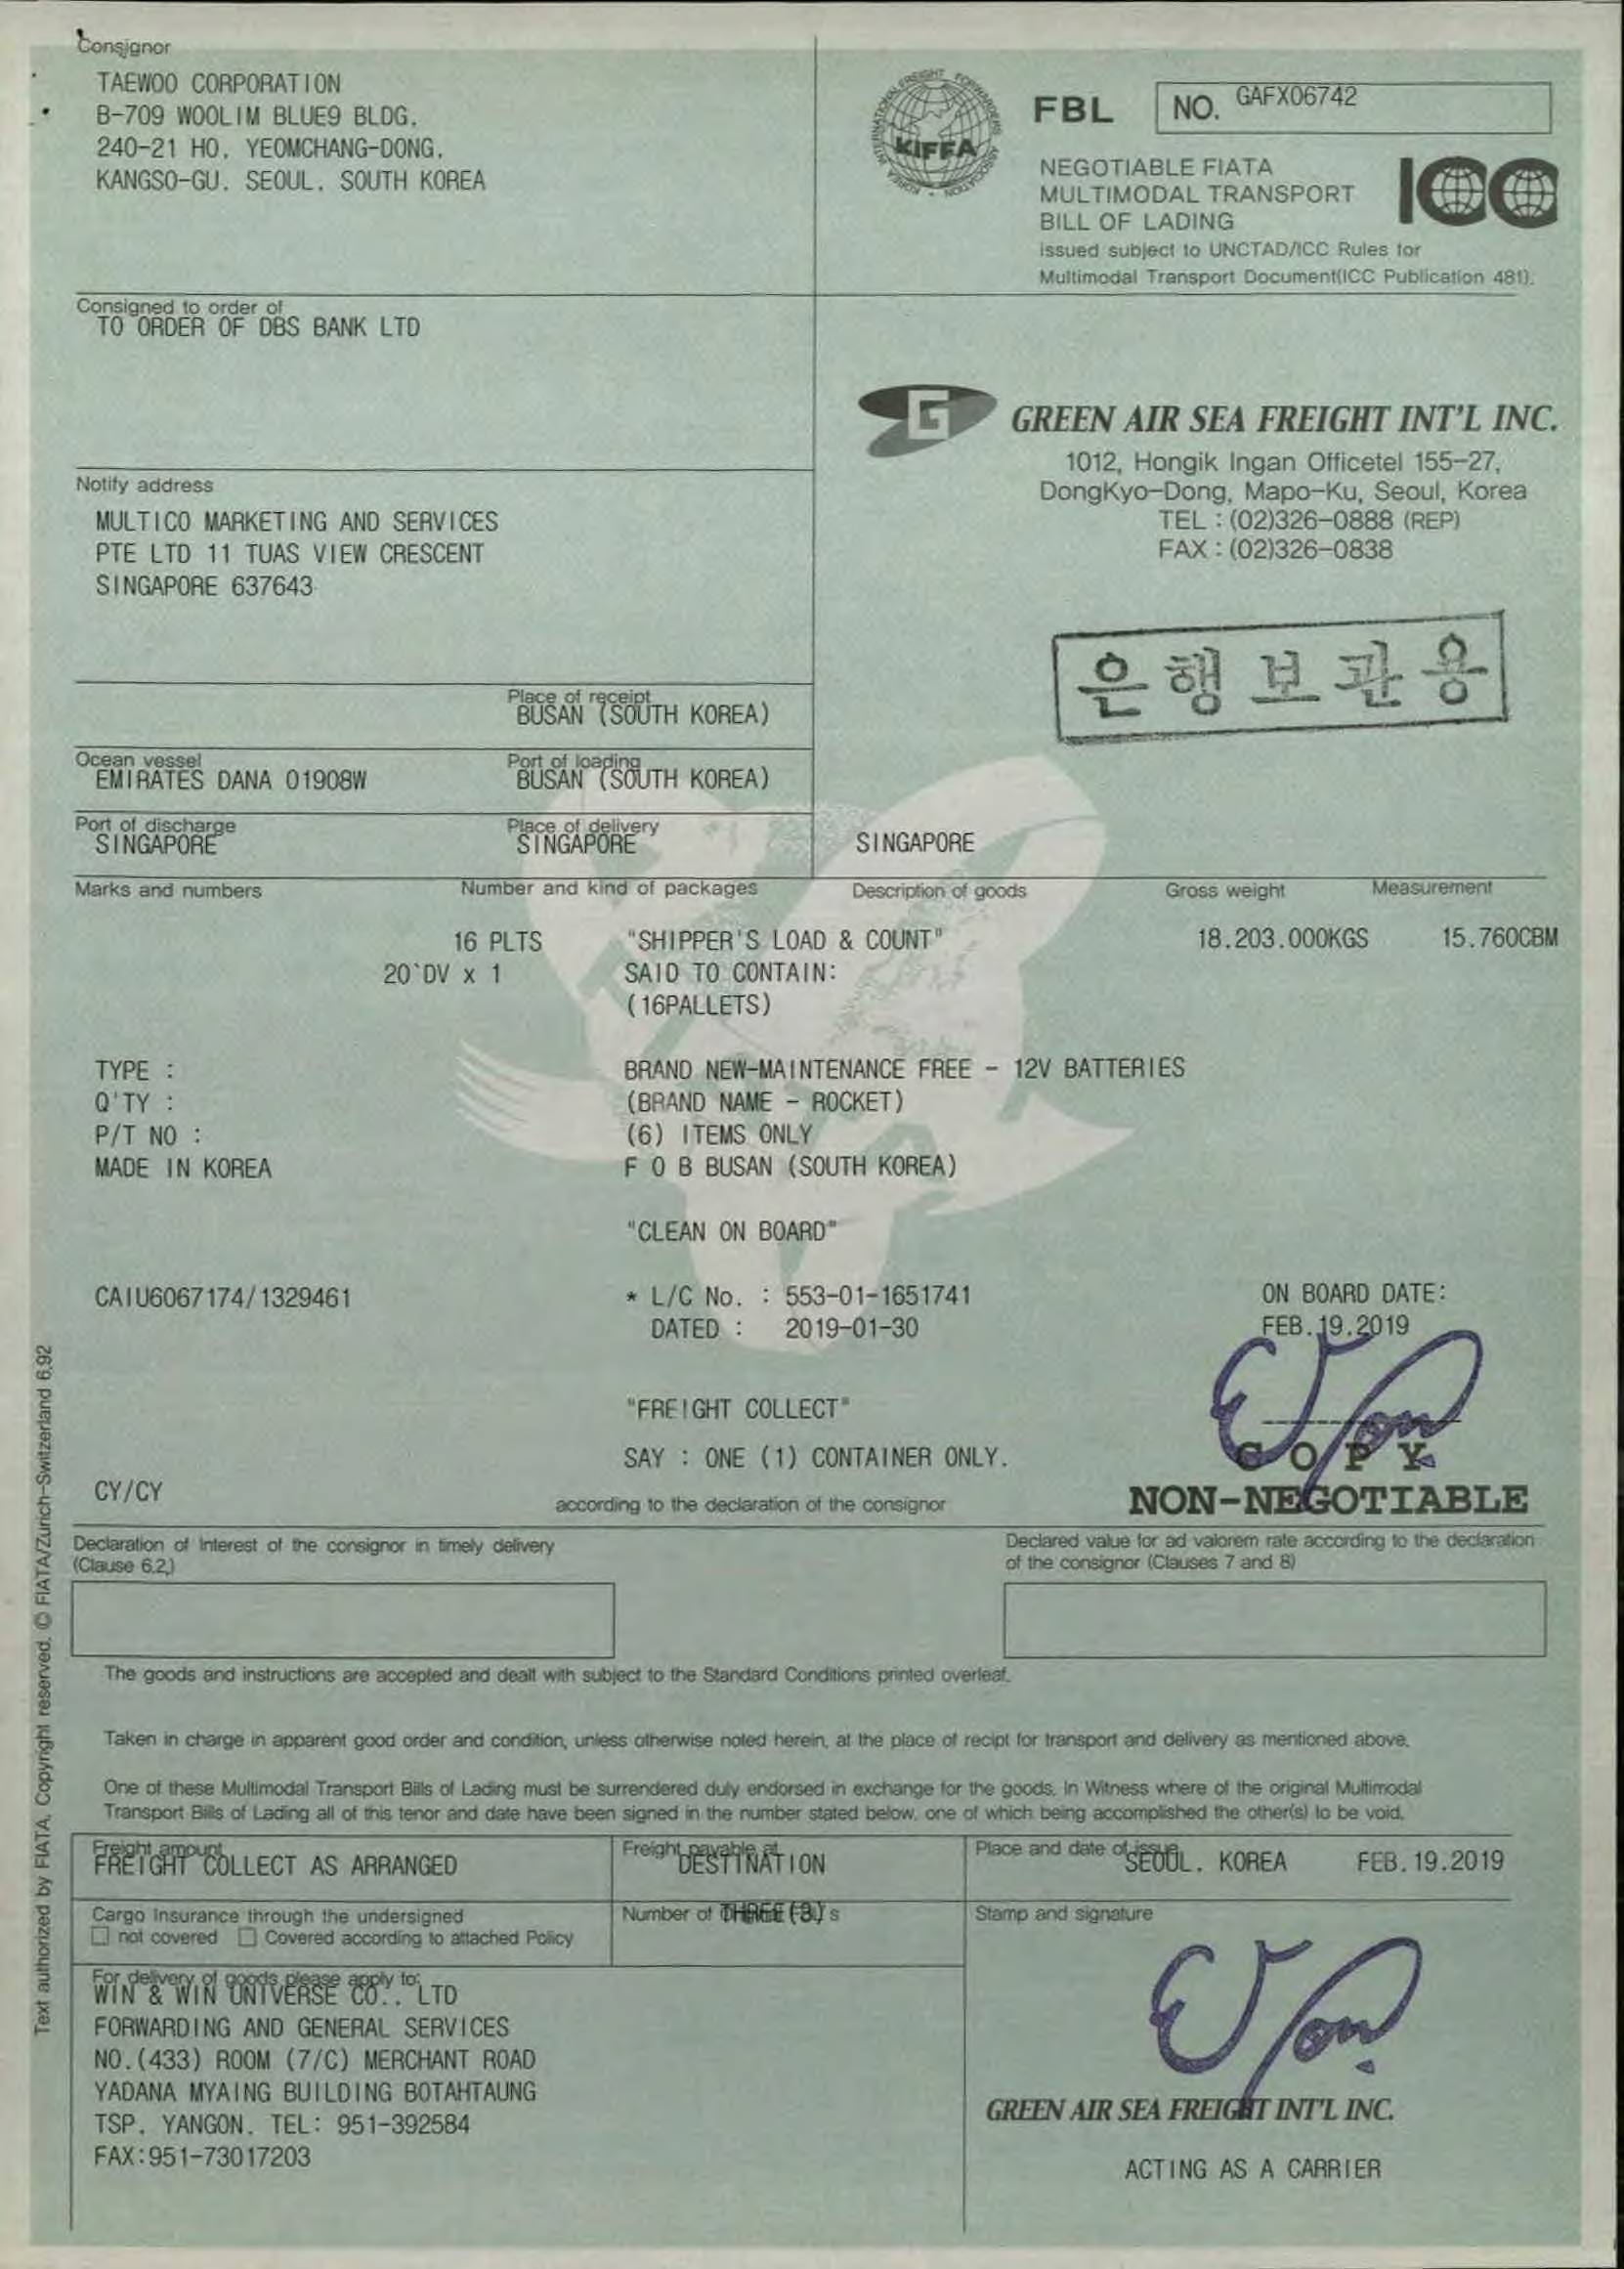 Consignor
TAEWOO CORPORATION
B-709 WOOLIM BLUE9 BLDG.
240-21 HO, YEOMCHANG-DONG,
KANGSO-GU, SEOUL, SOUTH KOREA
KIFFA
FBL
NO. GAFX06742
NEGOTIABLE FIATA
MULTIMODAL TRANSPORT
BILL OF LADING
issued subject to UNCTAD/ICC Rules for
Multimodal Transport Document(ICC Publication 481).
ICC
Consigned to order of
TO ORDER OF DBS BANK LTD
G
GREEN AIR SEA FREIGHT INT'L INC.
1012, Hongik Ingan Officetel 155-27,
DongKyo-Dong, Mapo-Ku, Seoul, Korea
TEL : (02)326-0888 (REP)
FAX : (02)326-0838
Notify address
MULTICO MARKETING AND SERVICES
PTE LTD 11 TUAS VIEW CRESCENT
SINGAPORE 637643
은행보관용
Place of receipt
BUSAN (SOUTH KOREA)
Ocean vessel
EMIRATES DANA 01908W
Port of loading
BUSAN (SOUTH KOREA)
Port of discharge
SINGAPORE
Place of delivery
SINGAPORE
SINGAPORE
Marks and numbers Number and kind of packages Description of goods Gross weight Measurement
16 PLTS "SHIPPER'S LOAD & COUNT" 18.203.000KGS 15.760CBM
20`DV x 1 SAID TO CONTAIN:
(16PALLETS)
TYPE : BRAND NEW-MAINTENANCE FREE - 12V BATTERIES
Q'TY : (BRAND NAME - ROCKET)
P/T NO : (6) ITEMS ONLY
MADE IN KOREA F O B BUSAN (SOUTH KOREA)
"CLEAN ON BOARD"
CAIU6067174/1329461 * L/C No. : 553-01-1651741 ON BOARD DATE:
DATED : 2019-01-30 FEB.19.2019
"FREIGHT COLLECT"
SAY : ONE (1) CONTAINER ONLY.
COPY
CY/CY
NON-NEGOTIABLE
according to the declaration of the consignor
Declaration of Interest of the consignor in timely delivery
(Clause 6.2,)
Declared value for ad valorem rate according to the declaration
of the consignor (Clauses 7 and 8)
The goods and instructions are accepted and dealt with subject to the Standard Conditions printed overleaf.
Taken in charge in apparent good order and condition, unless otherwise noted herein, at the place of recipt for transport and delivery as mentioned above.
One of these Multimodal Transport Bills of Lading must be surrendered duly endorsed in exchange for the goods. In Witness where of the original Multimodal
Transport Bills of Lading all of this tenor and date have been signed in the number stated below, one of which being accomplished the other(s) to be void.
Freight amount
FREIGHT COLLECT AS ARRANGED
Freight payable at
DESTINATION
Place and date of issue
SEOUL, KOREA FEB.19.2019
Cargo Insurance through the undersigned
not covered Covered according to attached Policy
Number of
THREE(3)
Stamp and signature
For delivery of goods please apply to:
WIN & WIN UNIVERSE CO., LTD
FORWARDING AND GENERAL SERVICES
NO.(433) ROOM (7/C) MERCHANT ROAD
YADANA MYAING BUILDING BOTAHTAUNG
TSP, YANGON. TEL: 951-392584
FAX:951-73017203
GREEN AIR SEA FREIGHT INT'L INC.
ACTING AS A CARRIER
Text authorized by FIATA. Copyright reserved. © FIATA/Zurich-Switzerland 6.92